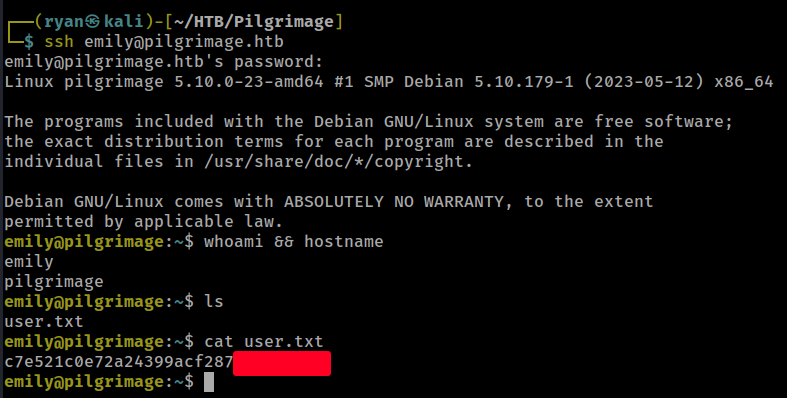 ┌──(ryan㉿kali)-[~/HTB/Pilgrimage]
└─$ ssh emily@pilgrimage.htb
emily@pilgrimage.htb's password:
Linux pilgrimage 5.10.0-23-amd64 #1 SMP Debian 5.10.179-1 (2023-05-12) x86_64
The programs included with the Debian GNU/Linux system are free software;
the exact distribution terms for each program are described in the
individual files in /usr/share/doc/*/copyright.
Debian GNU/Linux comes with ABSOLUTELY NO WARRANTY, to the extent
permitted by applicable law.
emily@pilgrimage:~$ whoami && hostname
emily
pilgrimage
emily@pilgrimage:~$ ls
user.txt
emily@pilgrimage:~$ cat user.txt
c7e521c0e72a24399acf287
emily@pilgrimage:~$